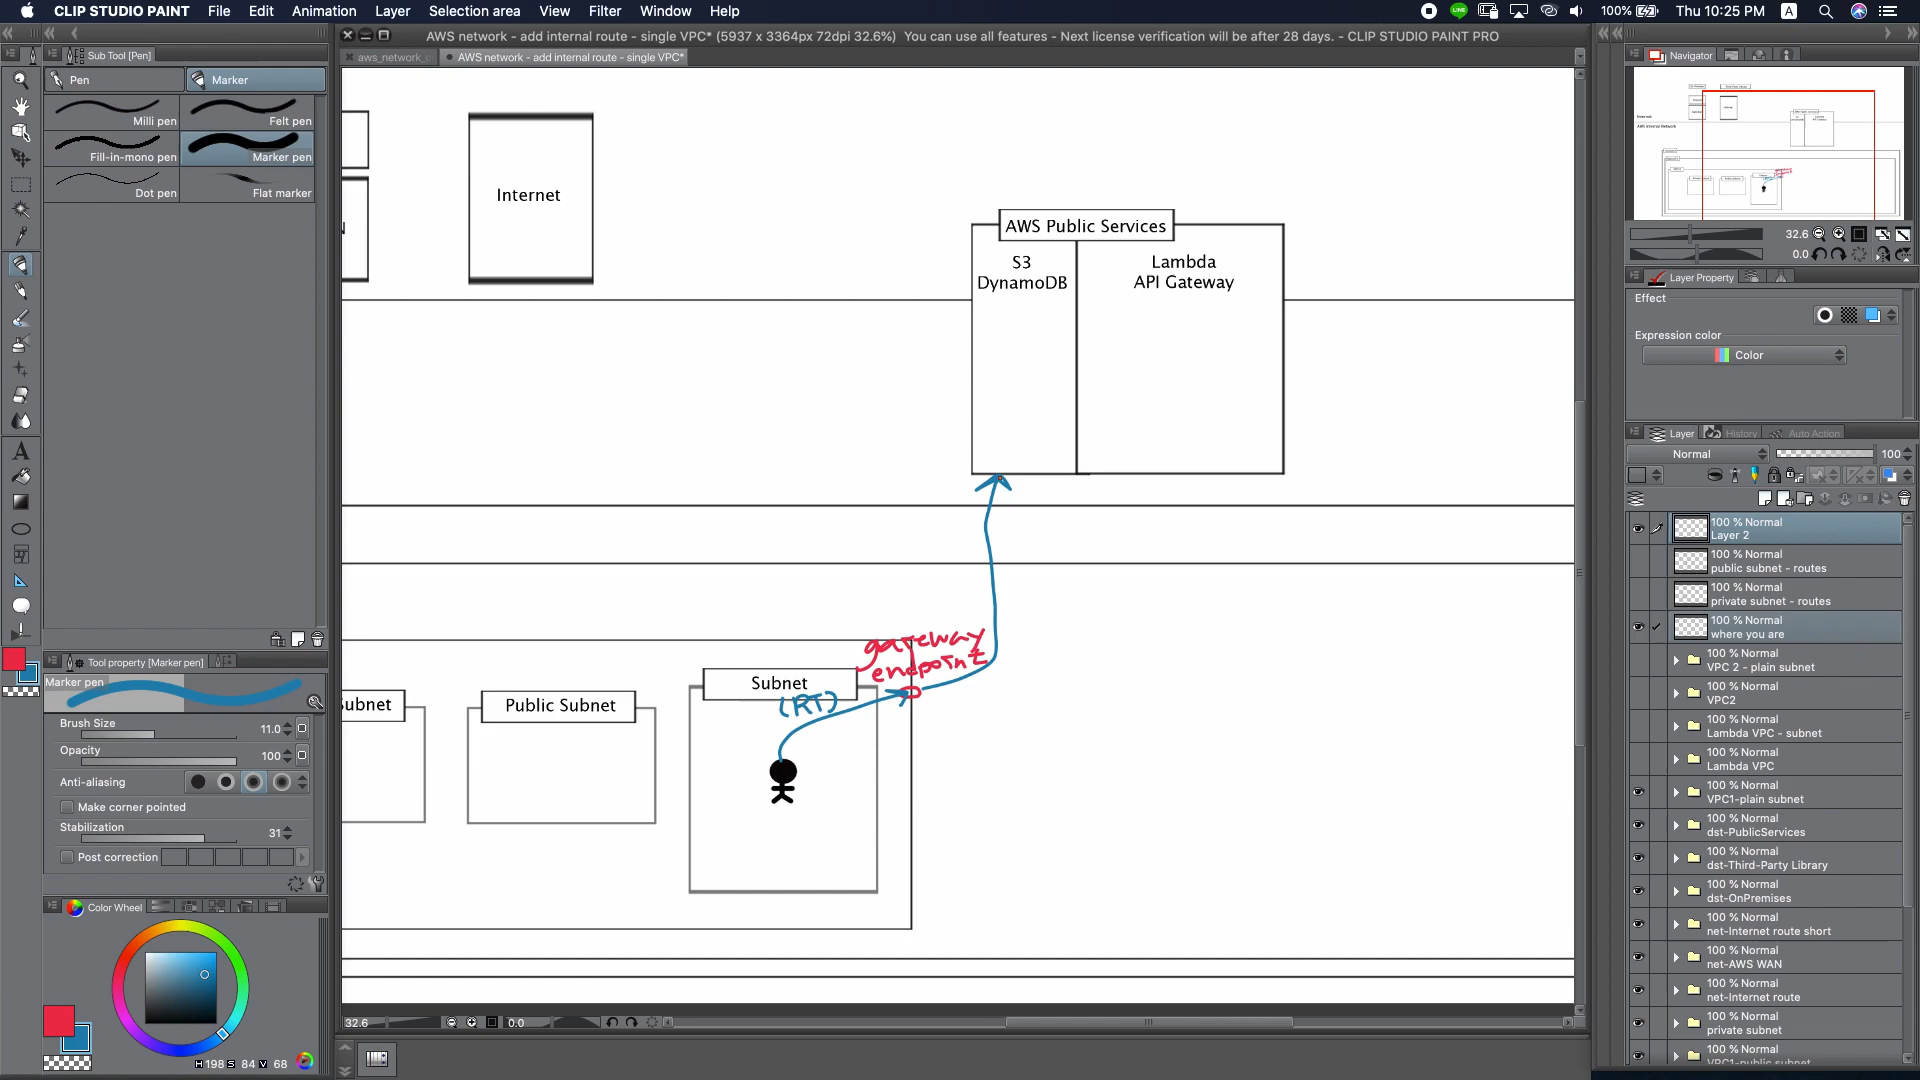 CLIP STUDIO PAINT File Edit Animation Layer Selection area View Filter Window Help
100% Thu 10:25 PM A
AWS network - add internal route - single VPC* (5937 x 3364px 72dpi 32.6%) You can use all features - Next license verification will be after 28 days. - CLIP STUDIO PAINT PRO
Sub Tool [Pen]
aws_network_c
AWS network - add internal route - single VPC*
Navigator
Pen
Marker
Milli pen
Felt pen
Fill-in-mono pen
Marker pen
Dot pen
Flat marker
Internet
AWS Public Services
S3
DynamoDB
Lambda
API Gateway
gateway
endpoint
Subnet
(RT)
Public Subnet
ubnet
32.6
0.0
Tool property [Marker pen]
Marker pen
Brush Size
11.0
Opacity
100
Anti-aliasing
Make corner pointed
Stabilization
31
Post correction
Color Wheel
H 198 S 84 V 68
32.6
0.0
Layer Property
Effect
Expression color
Color
Layer
History
Auto Action
Normal
100
100 % Normal
Layer 2
100 % Normal
public subnet - routes
100 % Normal
private subnet - routes
100 % Normal
where you are
100 % Normal
VPC 2 - plain subnet
100 % Normal
VPC2
100 % Normal
Lambda VPC - subnet
100 % Normal
Lambda VPC
100 % Normal
VPC1-plain subnet
100 % Normal
dst-PublicServices
100 % Normal
dst-Third-Party Library
100 % Normal
dst-OnPremises
100 % Normal
net-Internet route short
100 % Normal
net-AWS WAN
100 % Normal
net-Internet route
100 % Normal
private subnet
100 % Normal
VPC1-public subnet